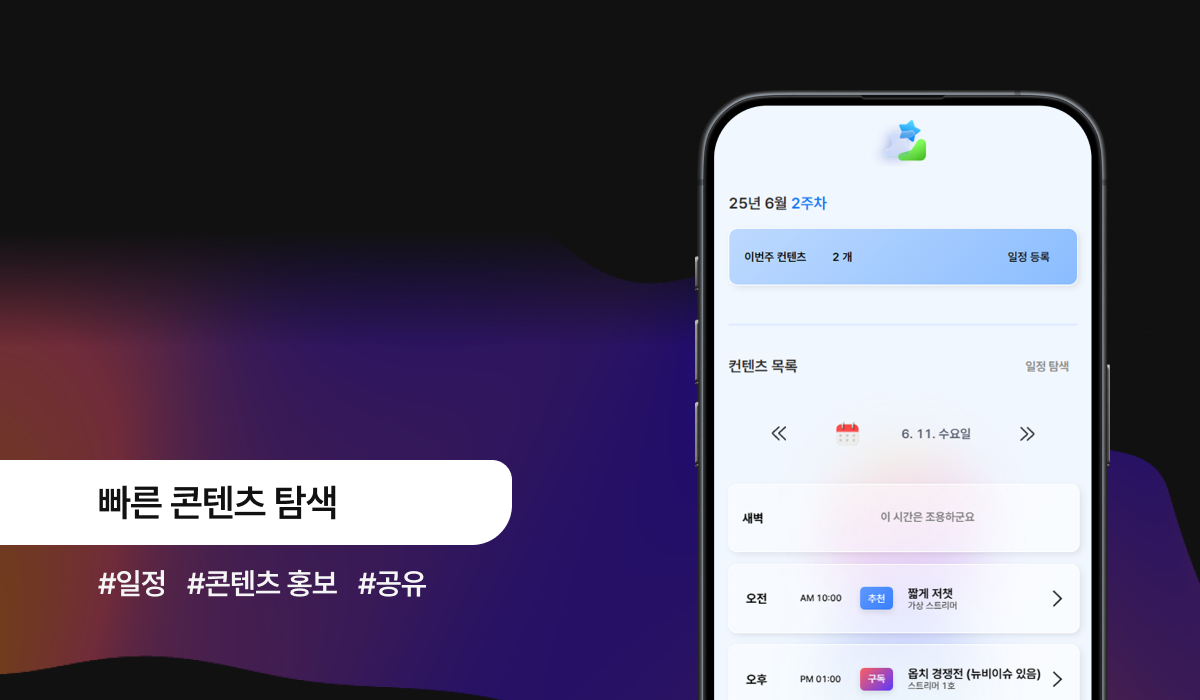 빠른 콘텐츠 탐색
#일정 #콘텐츠 홍보 #공유
25년 6월 2주차
이번주 컨텐츠 2 개 일정 등록
컨텐츠 목록 일정 탐색
6. 11. 수요일
새벽 이 시간은 조용하군요
오전 AM 10:00 추천 짧게 저챗
가상 스트리머
오후 PM 01:00 구독 옵치 경쟁전 (뉴비이슈 있음)
스트리머 1호